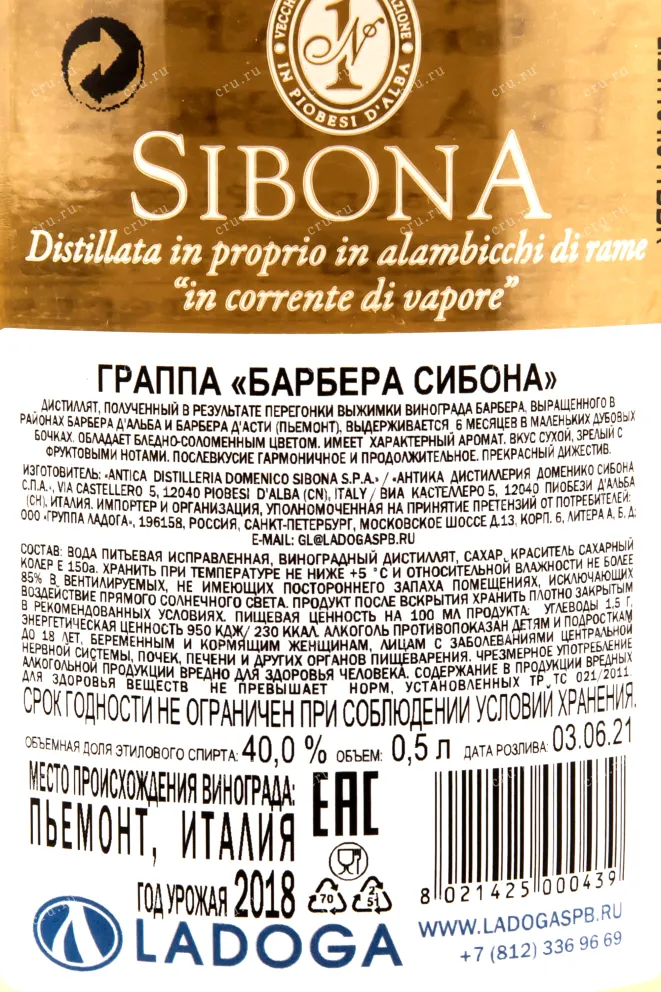 VECCHI
AZIONE
Nº 1
IN PIOBESI D'ALBA
SIBONA
Distillata in proprio in alambicchi di rame
“in corrente di vapore”
ГРАППА «БАРБЕРА СИБОНА»
ДИСТИЛЛЯТ, ПОЛУЧЕННЫЙ В РЕЗУЛЬТАТЕ ПЕРЕГОНКИ ВЫЖИМКИ ВИНОГРАДА БАРБЕРА, ВЫРАЩЕННОГО В
РАЙОНАХ БАРБЕРА Д'АЛЬБА И БАРБЕРА Д'АСТИ (ПЬЕМОНТ), ВЫДЕРЖИВАЕТСЯ 6 МЕСЯЦЕВ В МАЛЕНЬКИХ ДУБОВЫХ
БОЧКАХ. ОБЛАДАЕТ БЛЕДНО-СОЛОМЕННЫМ ЦВЕТОМ. ИМЕЕТ ХАРАКТЕРНЫЙ АРОМАТ. ВКУС СУХОЙ, ЗРЕЛЫЙ С
ФРУКТОВЫМИ НОТАМИ. ПОСЛЕВКУСИЕ ГАРМОНИЧНОЕ И ПРОДОЛЖИТЕЛЬНОЕ. ПРЕКРАСНЫЙ ДИЖЕСТИВ.
ИЗГОТОВИТЕЛЬ: «ANTICA DISTILLERIA DOMENICO SIBONA S.P.A.» / «АНТИКА ДИСТИЛЛЕРИЯ ДОМЕНИКО СИБОНА
С.П.А.», VIA CASTELLERO 5, 12040 PIOBESI D'ALBA (CN), ITALY / ВИА КАСТЕЛЛЕРО 5, 12040 ПИОБЕЗИ Д'АЛЬБА
(CH), ИТАЛИЯ. ИМПОРТЕР И ОРГАНИЗАЦИЯ, УПОЛНОМОЧЕННАЯ НА ПРИНЯТИЕ ПРЕТЕНЗИЙ ОТ ПОТРЕБИТЕЛЕЙ:
ООО «ГРУППА ЛАДОГА», 196158, РОССИЯ, САНКТ-ПЕТЕРБУРГ, МОСКОВСКОЕ ШОССЕ Д.13, КОРП. 6, ЛИТЕРА А, Б, Д;
E-MAIL: GL@LADOGASPB.RU
СОСТАВ: ВОДА ПИТЬЕВАЯ ИСПРАВЛЕННАЯ, ВИНОГРАДНЫЙ ДИСТИЛЛЯТ, САХАР, КРАСИТЕЛЬ САХАРНЫЙ
КОЛЕР Е 150а. ХРАНИТЬ ПРИ ТЕМПЕРАТУРЕ НЕ НИЖЕ +5 °С И ОТНОСИТЕЛЬНОЙ ВЛАЖНОСТИ НЕ БОЛЕЕ
85% В ВЕНТИЛИРУЕМЫХ, НЕ ИМЕЮЩИХ ПОСТОРОННЕГО ЗАПАХА ПОМЕЩЕНИЯХ, ИСКЛЮЧАЮЩИХ
ВОЗДЕЙСТВИЕ ПРЯМОГО СОЛНЕЧНОГО СВЕТА. ПРОДУКТ ПОСЛЕ ВСКРЫТИЯ ХРАНИТЬ ПЛОТНО ЗАКРЫТЫМ
В РЕКОМЕНДОВАННЫХ УСЛОВИЯХ. ПИЩЕВАЯ ЦЕННОСТЬ НА 100 МЛ ПРОДУКТА: УГЛЕВОДЫ 1,5 Г,
ЭНЕРГЕТИЧЕСКАЯ ЦЕННОСТЬ 950 КДЖ/ 230 ККАЛ. АЛКОГОЛЬ ПРОТИВОПОКАЗАН ДЕТЯМ И ПОДРОСТКАМ
ДО 18 ЛЕТ, БЕРЕМЕННЫМ И КОРМЯЩИМ ЖЕНЩИНАМ, ЛИЦАМ С ЗАБОЛЕВАНИЯМИ ЦЕНТРАЛЬНОЙ
НЕРВНОЙ СИСТЕМЫ, ПОЧЕК, ПЕЧЕНИ И ДРУГИХ ОРГАНОВ ПИЩЕВАРЕНИЯ. ЧРЕЗМЕРНОЕ УПОТРЕБЛЕНИЕ
АЛКОГОЛЬНОЙ ПРОДУКЦИИ ВРЕДНО ДЛЯ ЗДОРОВЬЯ ЧЕЛОВЕКА. СОДЕРЖАНИЕ В ПРОДУКЦИИ ВРЕДНЫХ
ДЛЯ ЗДОРОВЬЯ ВЕЩЕСТВ НЕ ПРЕВЫШАЕТ НОРМ, УСТАНОВЛЕННЫХ ТР ТС 021/2011.
СРОК ГОДНОСТИ НЕ ОГРАНИЧЕН ПРИ СОБЛЮДЕНИИ УСЛОВИЙ ХРАНЕНИЯ.
ОБЪЕМНАЯ ДОЛЯ ЭТИЛОВОГО СПИРТА: 40,0 % ОБЪЕМ: 0,5 л ДАТА РОЗЛИВА: 03.06.21
МЕСТО ПРОИСХОЖДЕНИЯ ВИНОГРАДА:
ПЬЕМОНТ, ИТАЛИЯ
ГОД УРОЖАЯ 2018
EAC
70
8 021425 000439
LADOGA
WWW.LADOGASPB.RU
+7 (812) 336 96 69